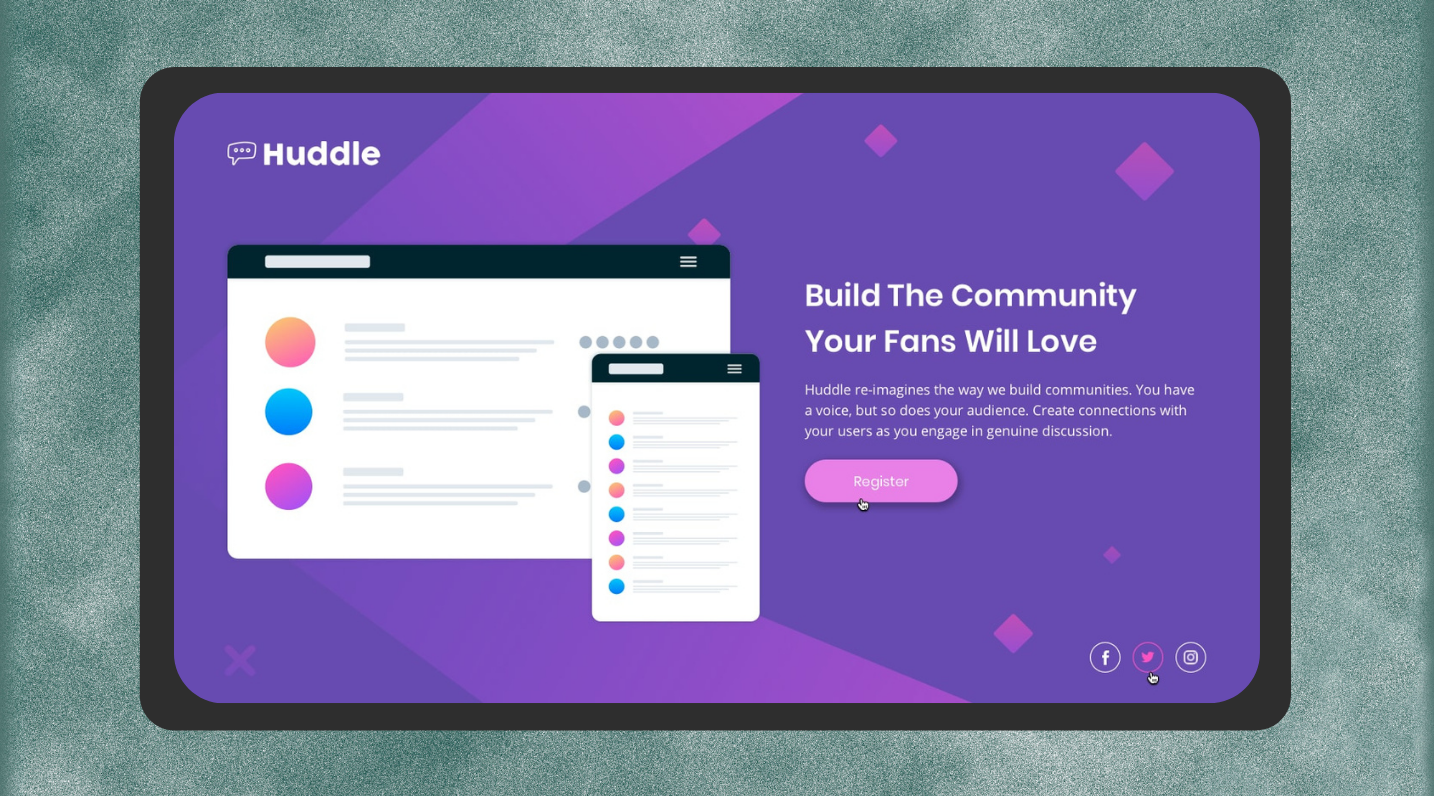 Huddle
Build The Community
Your Fans Will Love
Huddle re-imagines the way we build communities. You have
a voice, but so does your audience. Create connections with
your users as you engage in genuine discussion.
Register